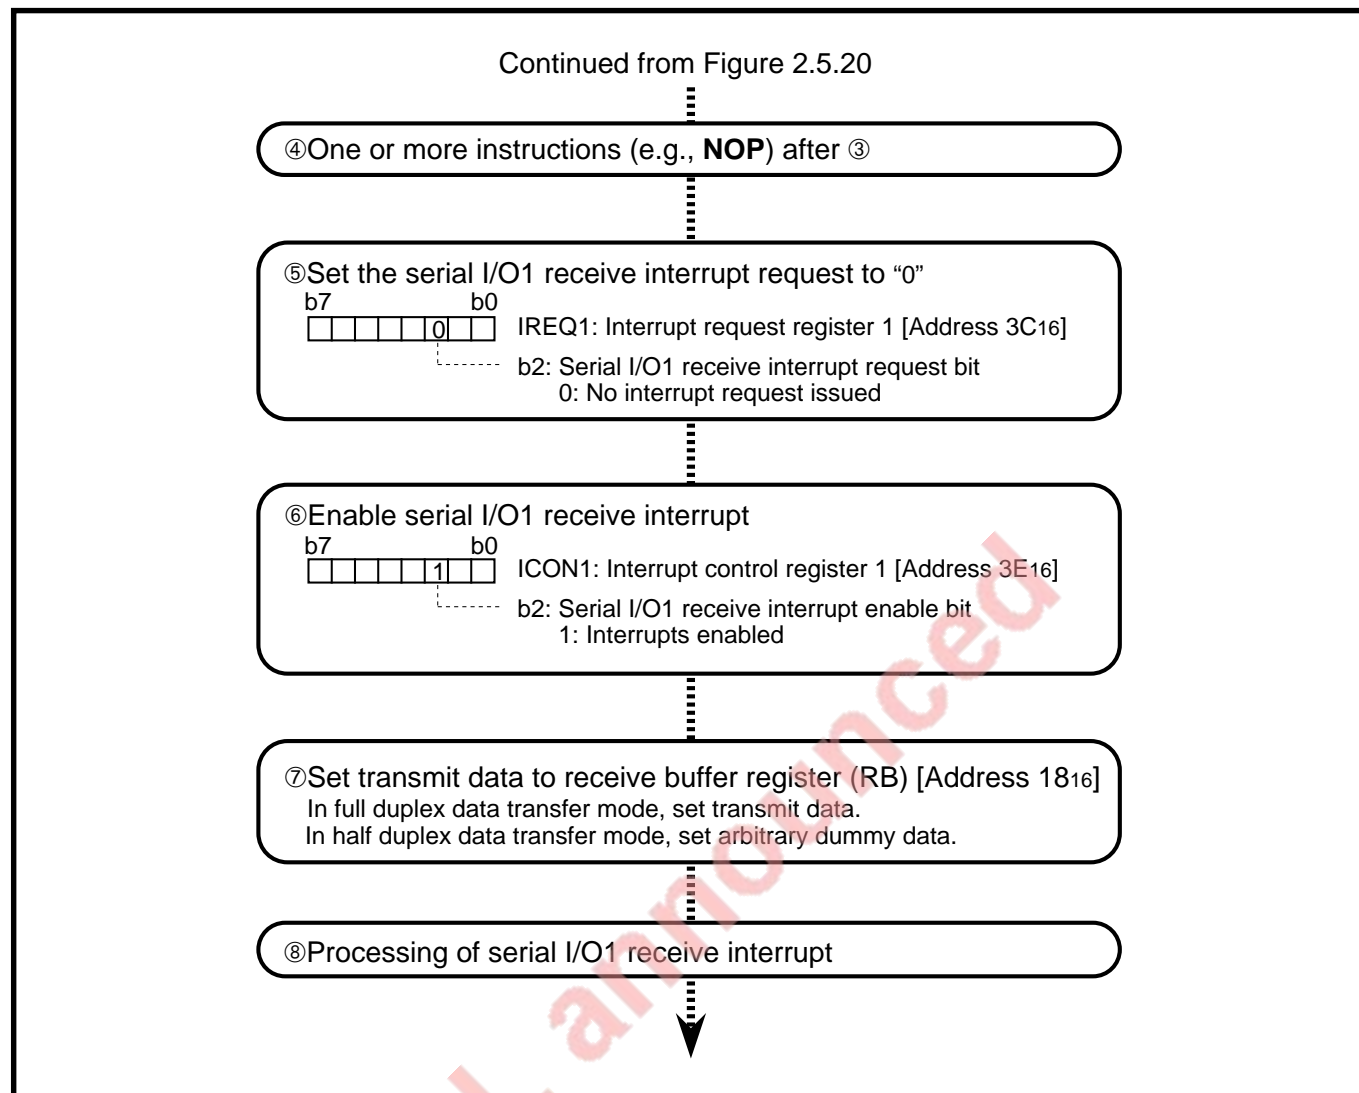 Continued from Figure 2.5.20
④One or more instructions (e.g., NOP) after ③
⑤Set the serial I/O1 receive interrupt request to “0”
b7 b0
0 IREQ1: Interrupt request register 1 [Address 3C16]
b2: Serial I/O1 receive interrupt request bit
0: No interrupt request issued
⑥Enable serial I/O1 receive interrupt
b7 b0
1 ICON1: Interrupt control register 1 [Address 3E16]
b2: Serial I/O1 receive interrupt enable bit
1: Interrupts enabled
⑦Set transmit data to receive buffer register (RB) [Address 1816]
In full duplex data transfer mode, set transmit data.
In half duplex data transfer mode, set arbitrary dummy data.
⑧Processing of serial I/O1 receive interrupt
announced